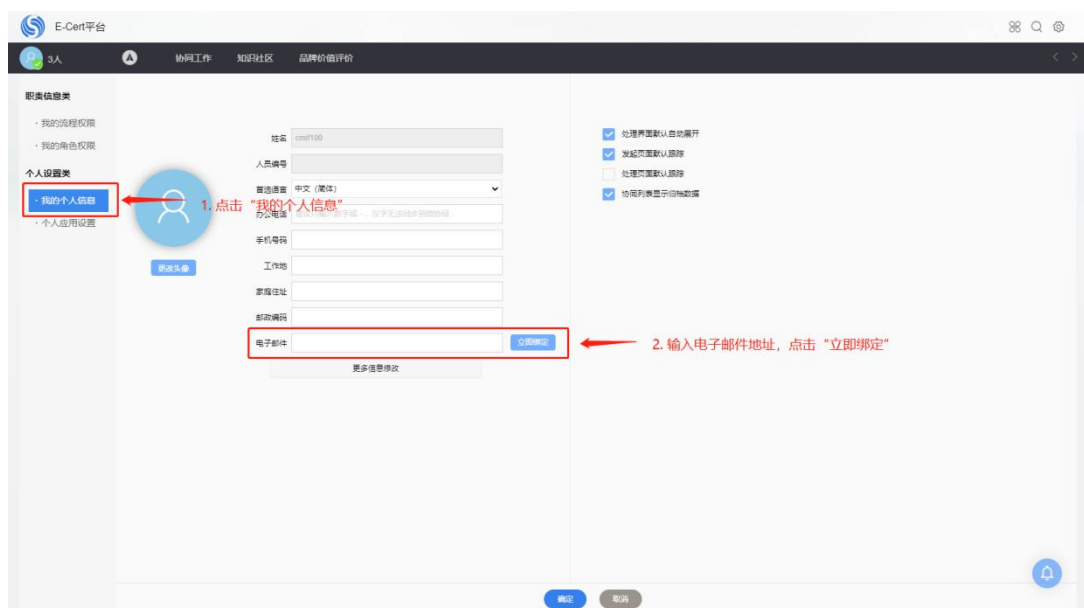 E-Cert平台
3人
协同工作 知识社区 品牌价值评价
职责信息类
· 我的流程权限
· 我的角色权限
个人设置类
· 我的个人信息
· 个人应用设置
1. 点击“我的个人信息”
更改头像
姓名 cmf100
人员编号
首选语言 中文（简体）
办公电话
手机号码
工作地
家庭住址
邮政编码
电子邮件 立即绑定
2. 输入电子邮件地址，点击“立即绑定”
更多信息修改
处理界面默认自动展开
发起页面默认跟踪
处理页面默认跟踪
协同列表显示归档数据
确定 取消